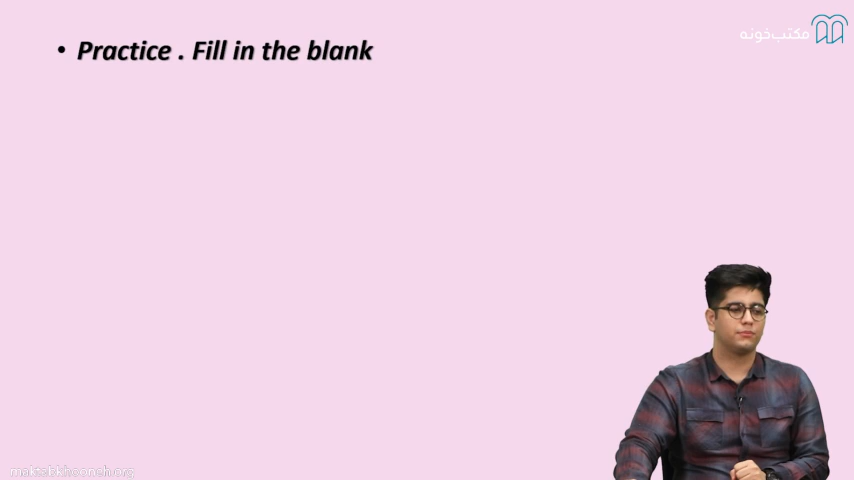 • Practice . Fill in the blank
مکتب‌خونه
maktabkhooneh.org